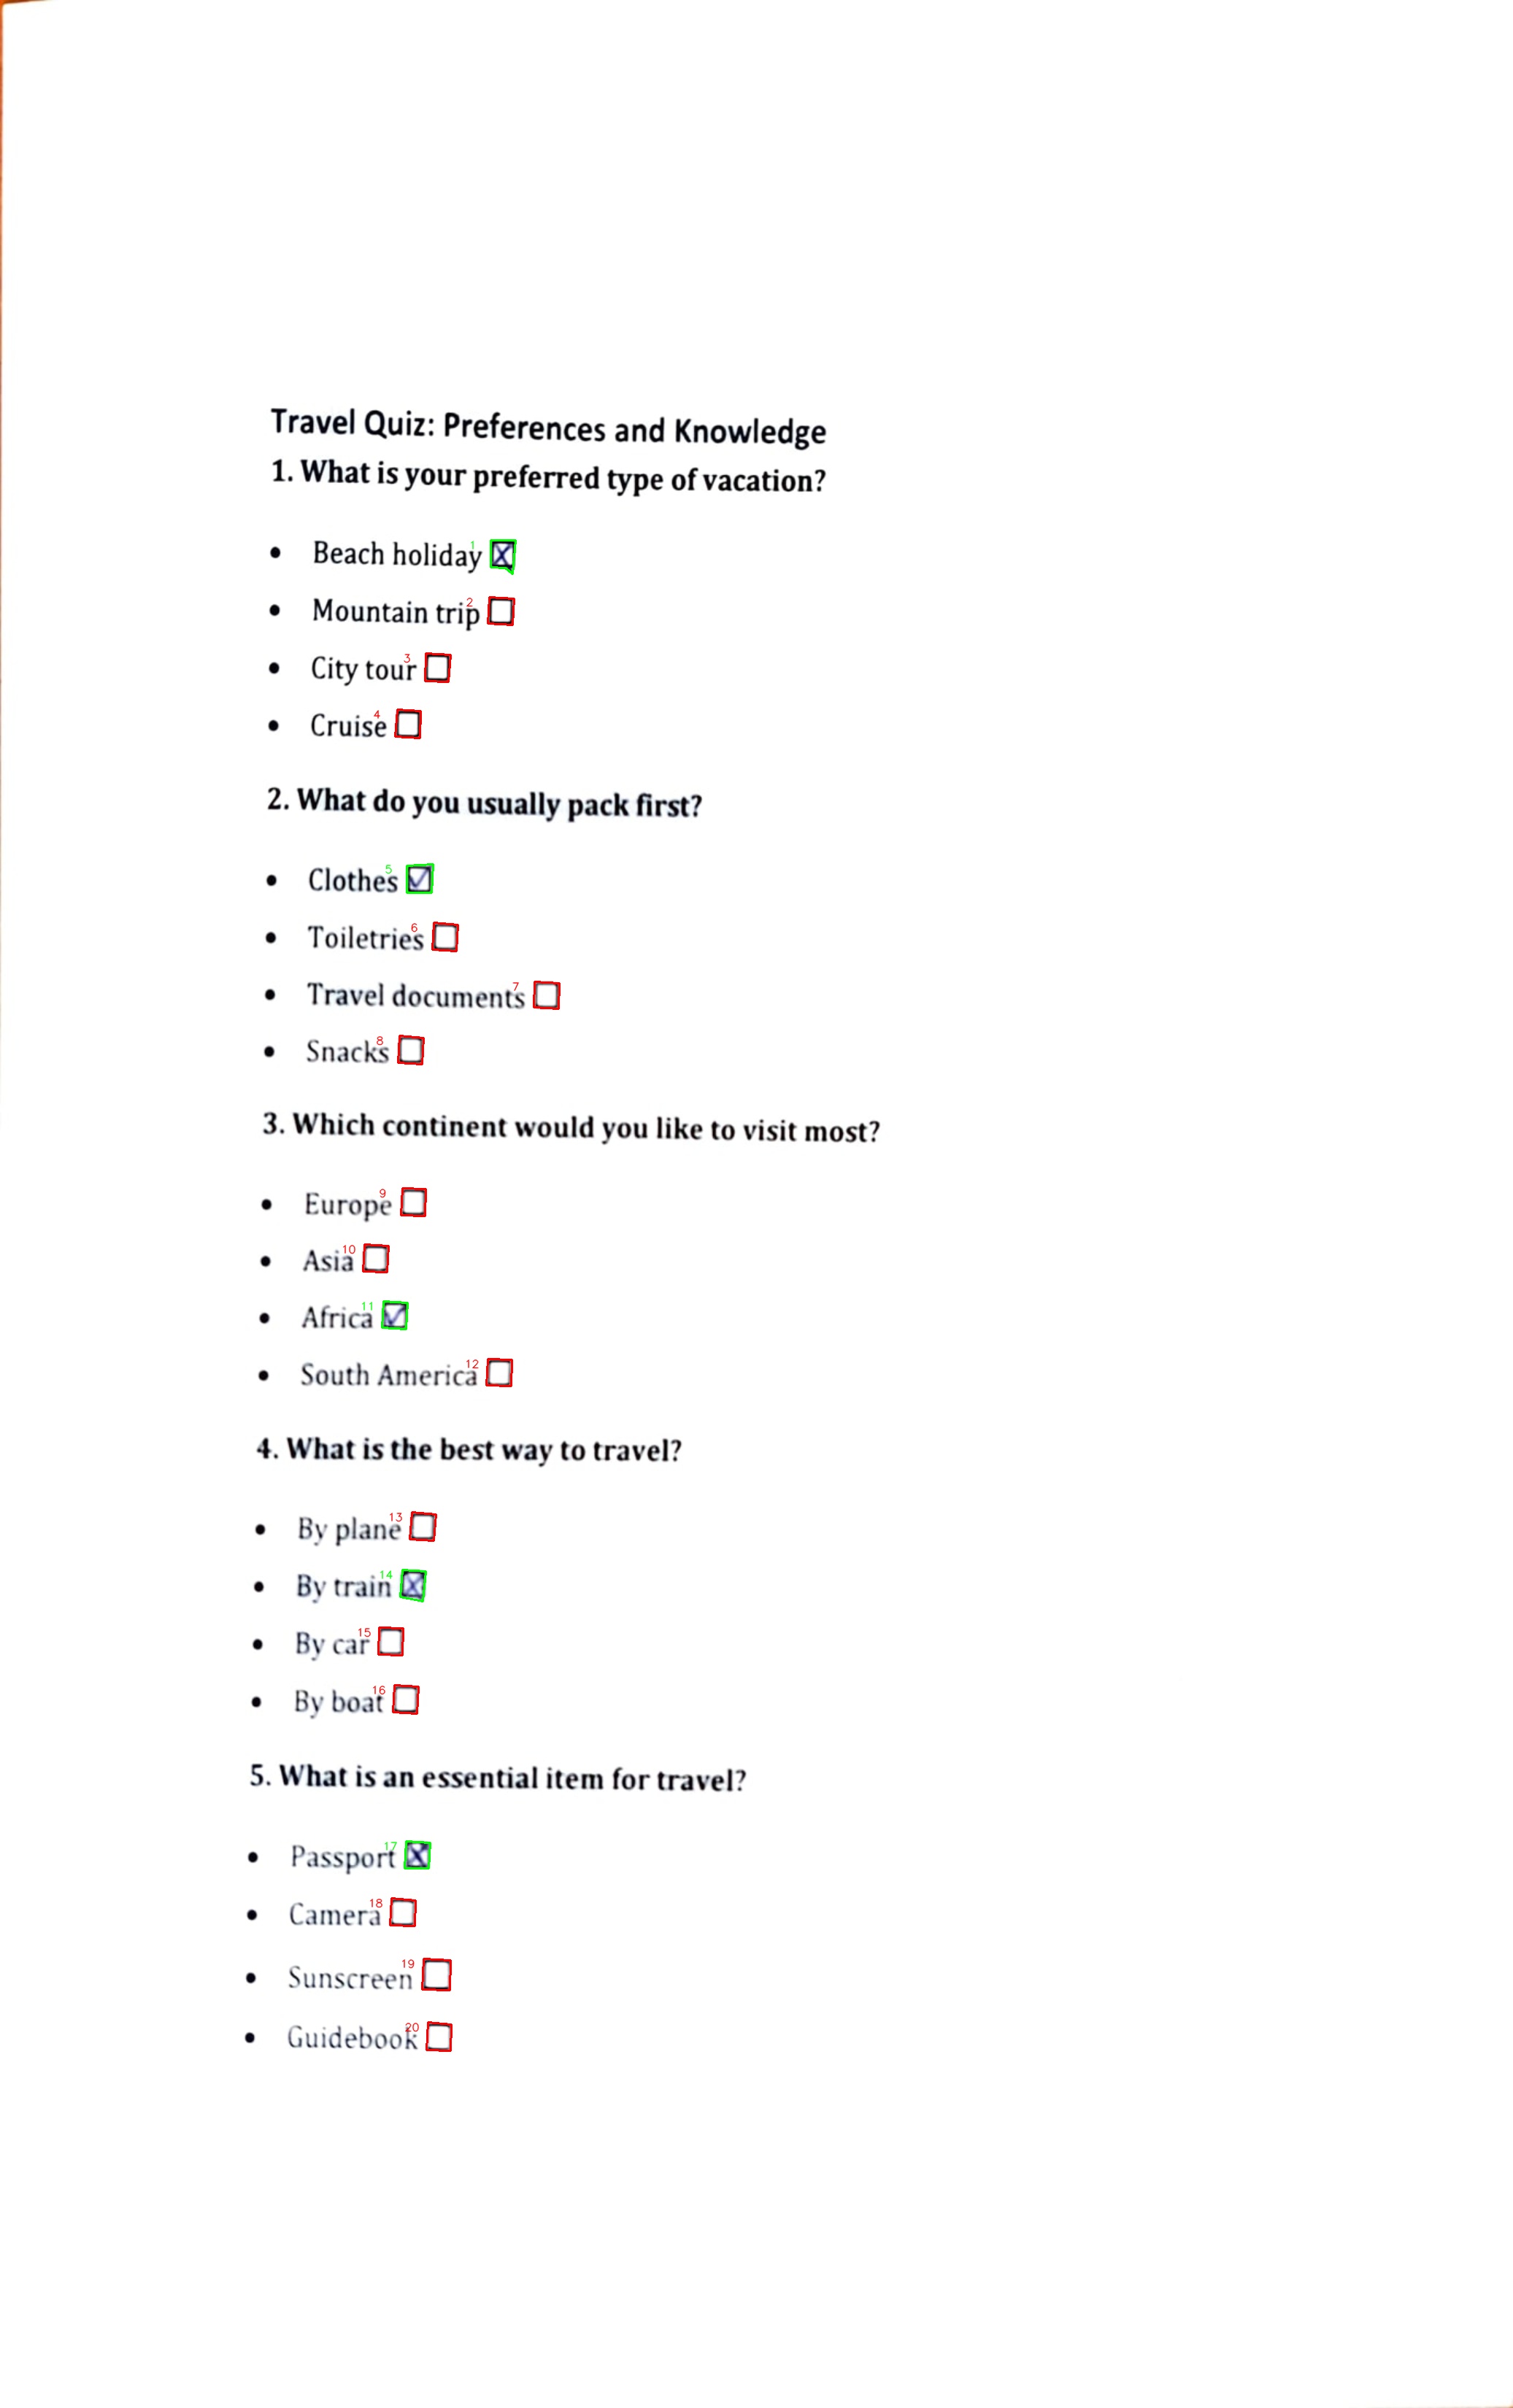 Travel Quiz: Preferences and Knowledge
1. What is your preferred type of vacation?
• Beach holiday 1 ☒
• Mountain trip 2 ☐
• City tour 3 ☐
• Cruise 4 ☐
2. What do you usually pack first?
• Clothes 5 ☑
• Toiletries 6 ☐
• Travel documents 7 ☐
• Snacks 8 ☐
3. Which continent would you like to visit most?
• Europe 9 ☐
• Asia 10 ☐
• Africa 11 ☑
• South America 12 ☐
4. What is the best way to travel?
• By plane 13 ☐
• By train 14 ☒
• By car 15 ☐
• By boat 16 ☐
5. What is an essential item for travel?
• Passport 17 ☒
• Camera 18 ☐
• Sunscreen 19 ☐
• Guidebook 20 ☐